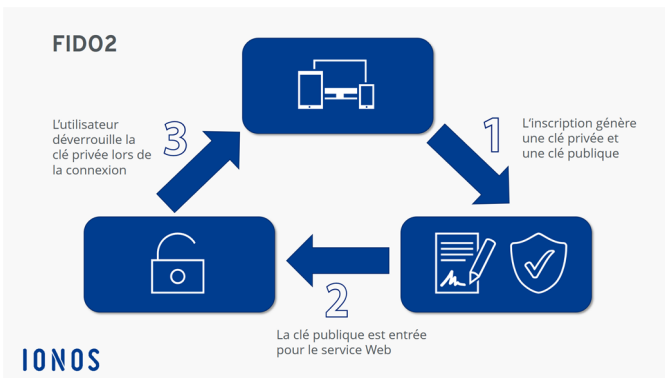 FIDO2
L'utilisateur
déverrouille la
clé privée lors de
la connexion
3
1
L'inscription génère
une clé privée et
une clé publique
2
La clé publique est entrée
pour le service Web
IONOS